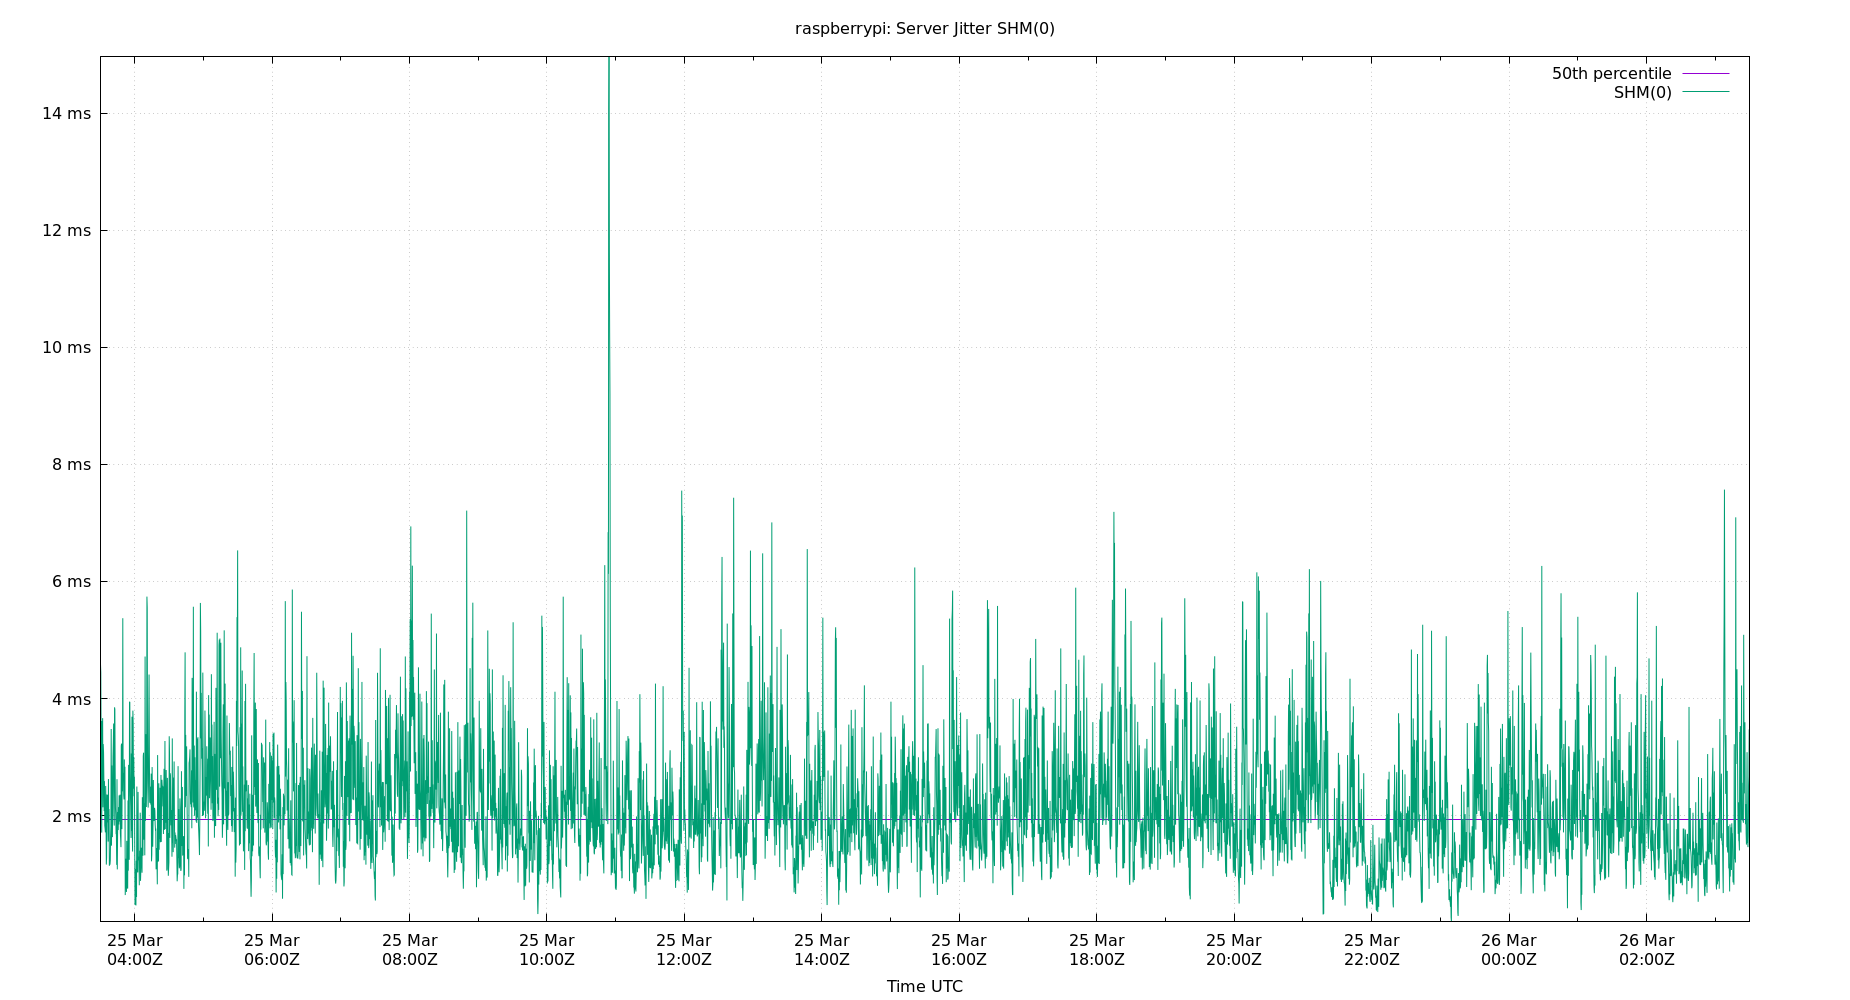 raspberrypi: Server Jitter SHM(0)
50th percentile
SHM(0)
14 ms
12 ms
10 ms
8 ms
6 ms
4 ms
2 ms
25 Mar 25 Mar 25 Mar 25 Mar 25 Mar 25 Mar 25 Mar 25 Mar 25 Mar 25 Mar 26 Mar 26 Mar
04:00Z 06:00Z 08:00Z 10:00Z 12:00Z 14:00Z 16:00Z 18:00Z 20:00Z 22:00Z 00:00Z 02:00Z
Time UTC